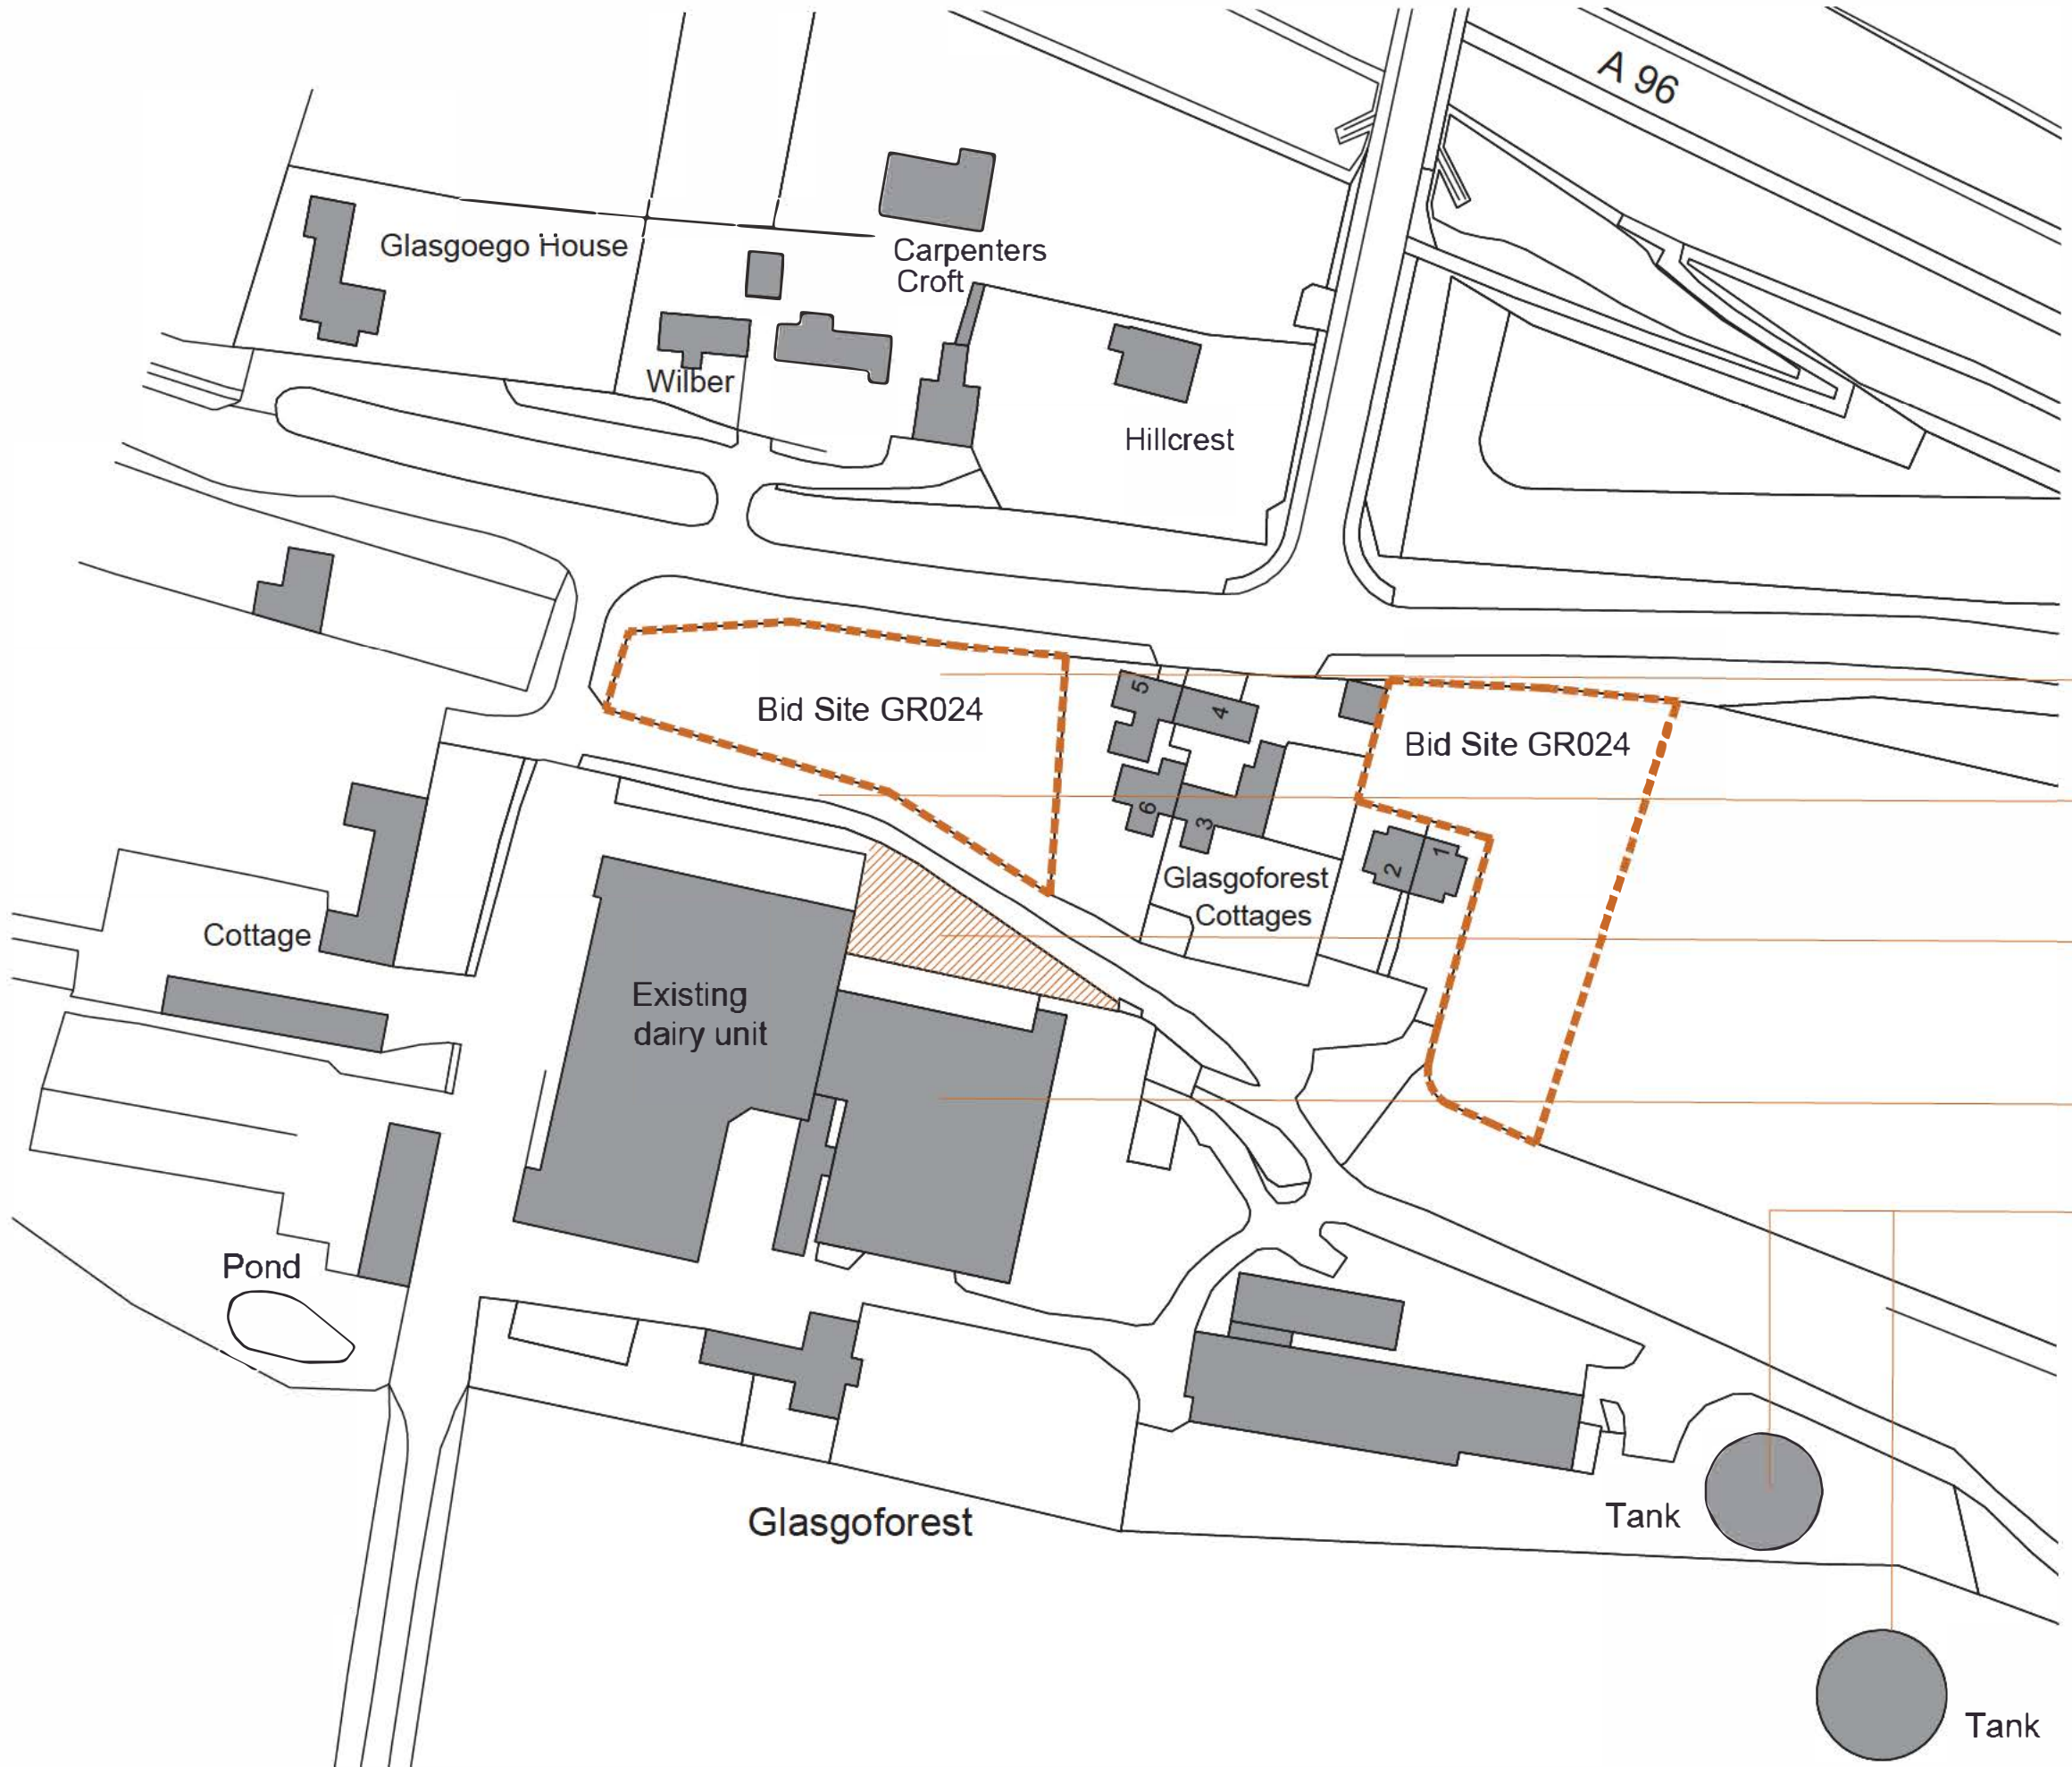 A 96
Glasgoego House
Carpenters
Croft
Wilber
Hillcrest
Bid Site GR024
5
4
Bid Site GR024
6
3
2
1
Glasgoforest
Cottages
Cottage
Existing
dairy unit
Pond
Glasgoforest
Tank
Tank